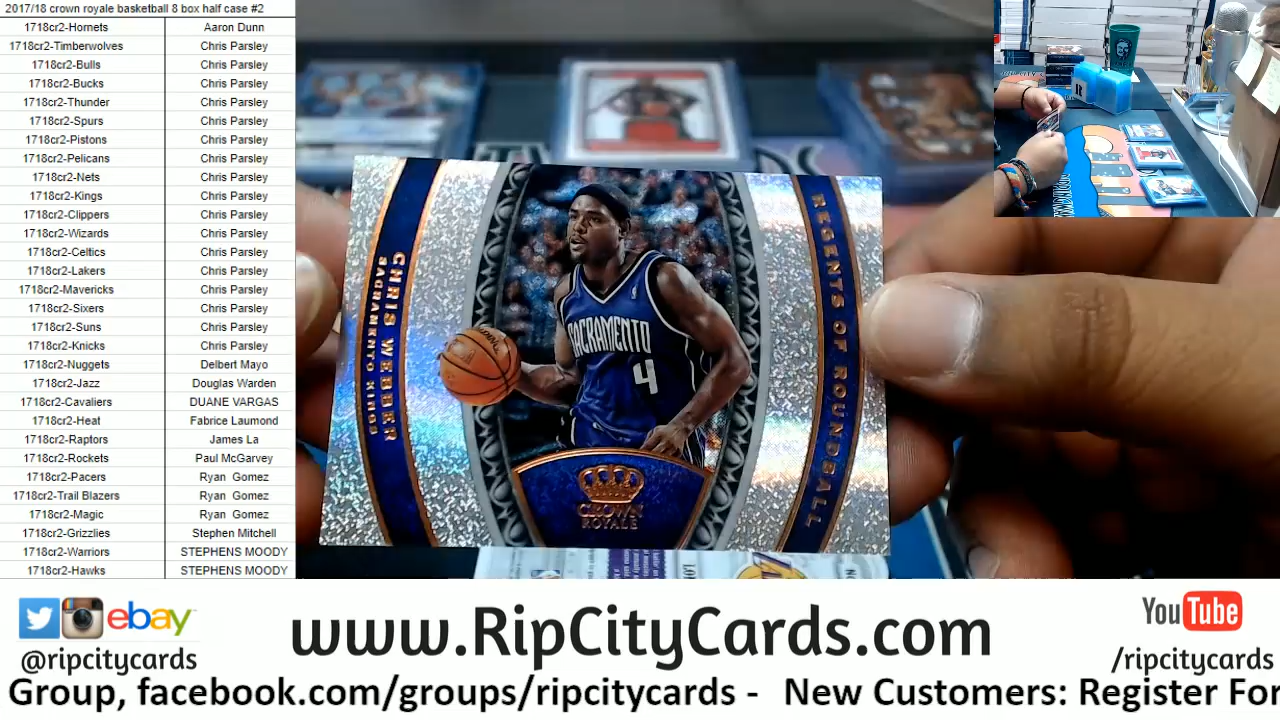 2017/18 crown royale basketball 8 box half case #2
1718cr2-Hornets Aaron Dunn
1718cr2-Timberwolves Chris Parsley
1718cr2-Bulls Chris Parsley
1718cr2-Bucks Chris Parsley
1718cr2-Thunder Chris Parsley
1718cr2-Spurs Chris Parsley
1718cr2-Pistons Chris Parsley
1718cr2-Pelicans Chris Parsley
1718cr2-Nets Chris Parsley
1718cr2-Kings Chris Parsley
1718cr2-Clippers Chris Parsley
1718cr2-Wizards Chris Parsley
1718cr2-Celtics Chris Parsley
1718cr2-Lakers Chris Parsley
1718cr2-Mavericks Chris Parsley
1718cr2-Sixers Chris Parsley
1718cr2-Suns Chris Parsley
1718cr2-Knicks Chris Parsley
1718cr2-Nuggets Delbert Mayo
1718cr2-Jazz Douglas Warden
1718cr2-Cavaliers DUANE VARGAS
1718cr2-Heat Fabrice Laumond
1718cr2-Raptors James La
1718cr2-Rockets Paul McGarvey
1718cr2-Pacers Ryan Gomez
1718cr2-Trail Blazers Ryan Gomez
1718cr2-Magic Ryan Gomez
1718cr2-Grizzlies Stephen Mitchell
1718cr2-Warriors STEPHENS MOODY
1718cr2-Hawks STEPHENS MOODY
CHRIS WEBBER
SACRAMENTO KINGS
SPALDING
SACRAMENTO
4
CROWN
ROYALE
REGENTS OF ROUNDBALL
ebay
@ripcitycards
www.RipCityCards.com
YouTube
/ripcitycards
Group, facebook.com/groups/ripcitycards - New Customers: Register For